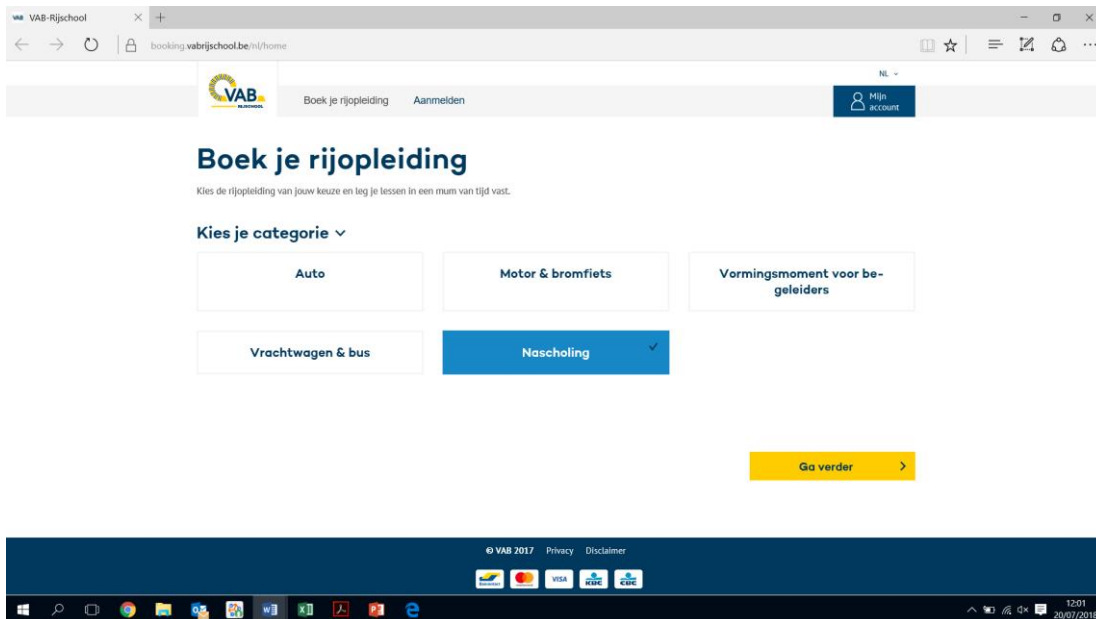 VAB VAB-Rijschool
booking.vabrijschool.be/nl/home
NL
VAB
RIJSCHOOL
Boek je rijopleiding Aanmelden
Mijn
account
Boek je rijopleiding
Kies de rijopleiding van jouw keuze en leg je lessen in een mum van tijd vast.
Kies je categorie
Auto
Motor & bromfiets
Vormingsmoment voor be-
geleiders
Vrachtwagen & bus
Nascholing
Ga verder
© VAB 2017 Privacy Disclaimer
Bancontact VISA KBC CBC
12:01
20/07/2018